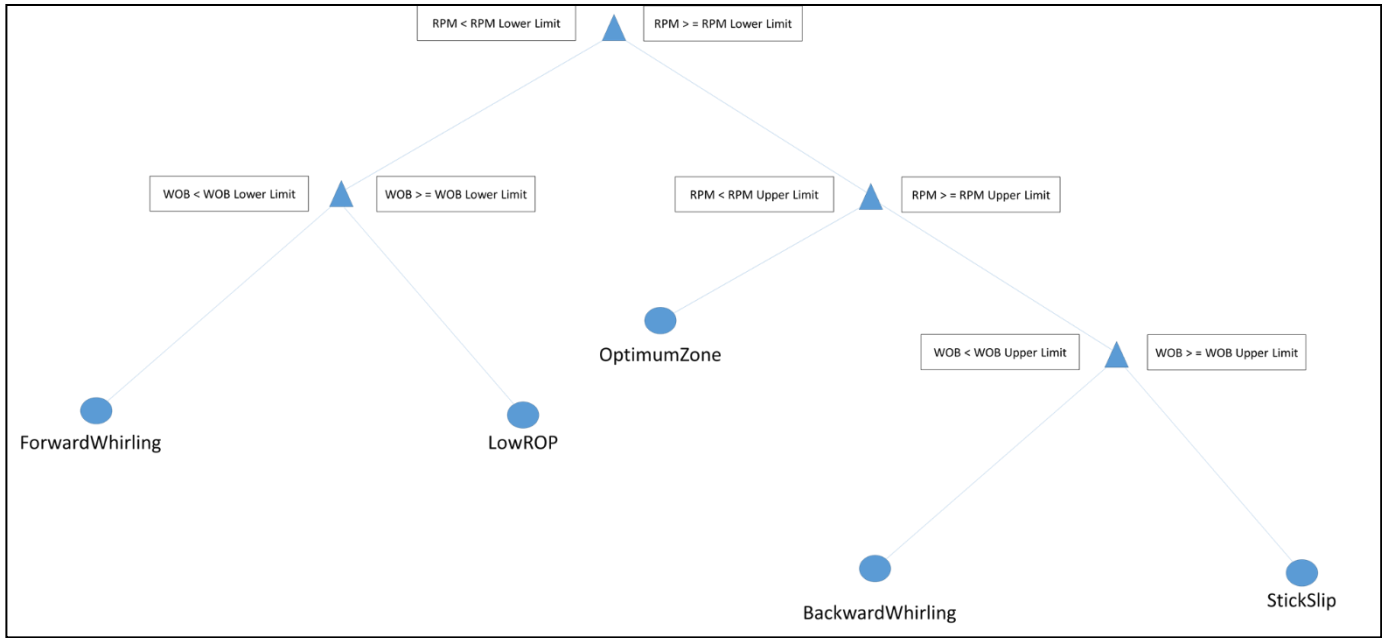 RPM < RPM Lower Limit
RPM > = RPM Lower Limit
WOB < WOB Lower Limit
WOB > = WOB Lower Limit
RPM < RPM Upper Limit
RPM > = RPM Upper Limit
OptimumZone
WOB < WOB Upper Limit
WOB > = WOB Upper Limit
ForwardWhirling
LowROP
BackwardWhirling
StickSlip